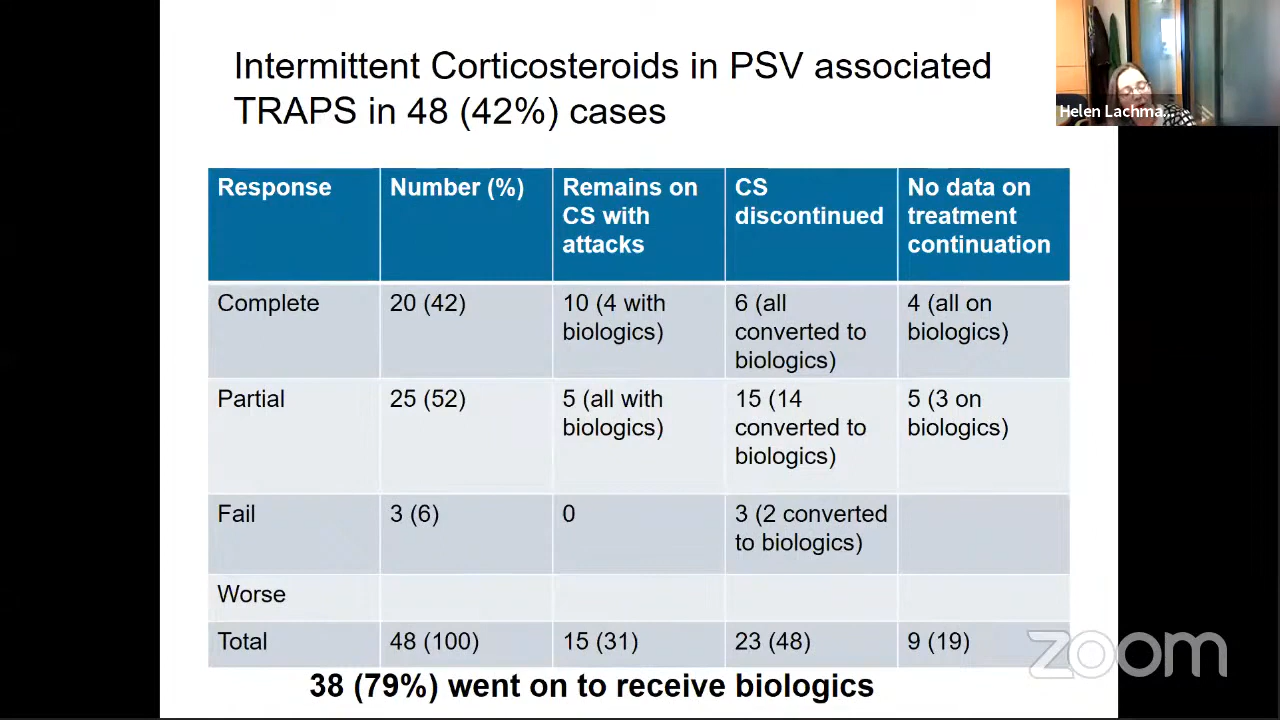 Intermittent Corticosteroids in PSV associated
TRAPS in 48 (42%) cases
Helen Lachma...
Response
Number (%)
Remains on
CS with
attacks
CS
discontinued
No data on
treatment
continuation
Complete
20 (42)
10 (4 with
biologics)
6 (all
converted to
biologics)
4 (all on
biologics)
Partial
25 (52)
5 (all with
biologics)
15 (14
converted to
biologics)
5 (3 on
biologics)
Fail
3 (6)
0
3 (2 converted
to biologics)
Worse
Total
48 (100)
15 (31)
23 (48)
9 (19)
zoom
38 (79%) went on to receive biologics